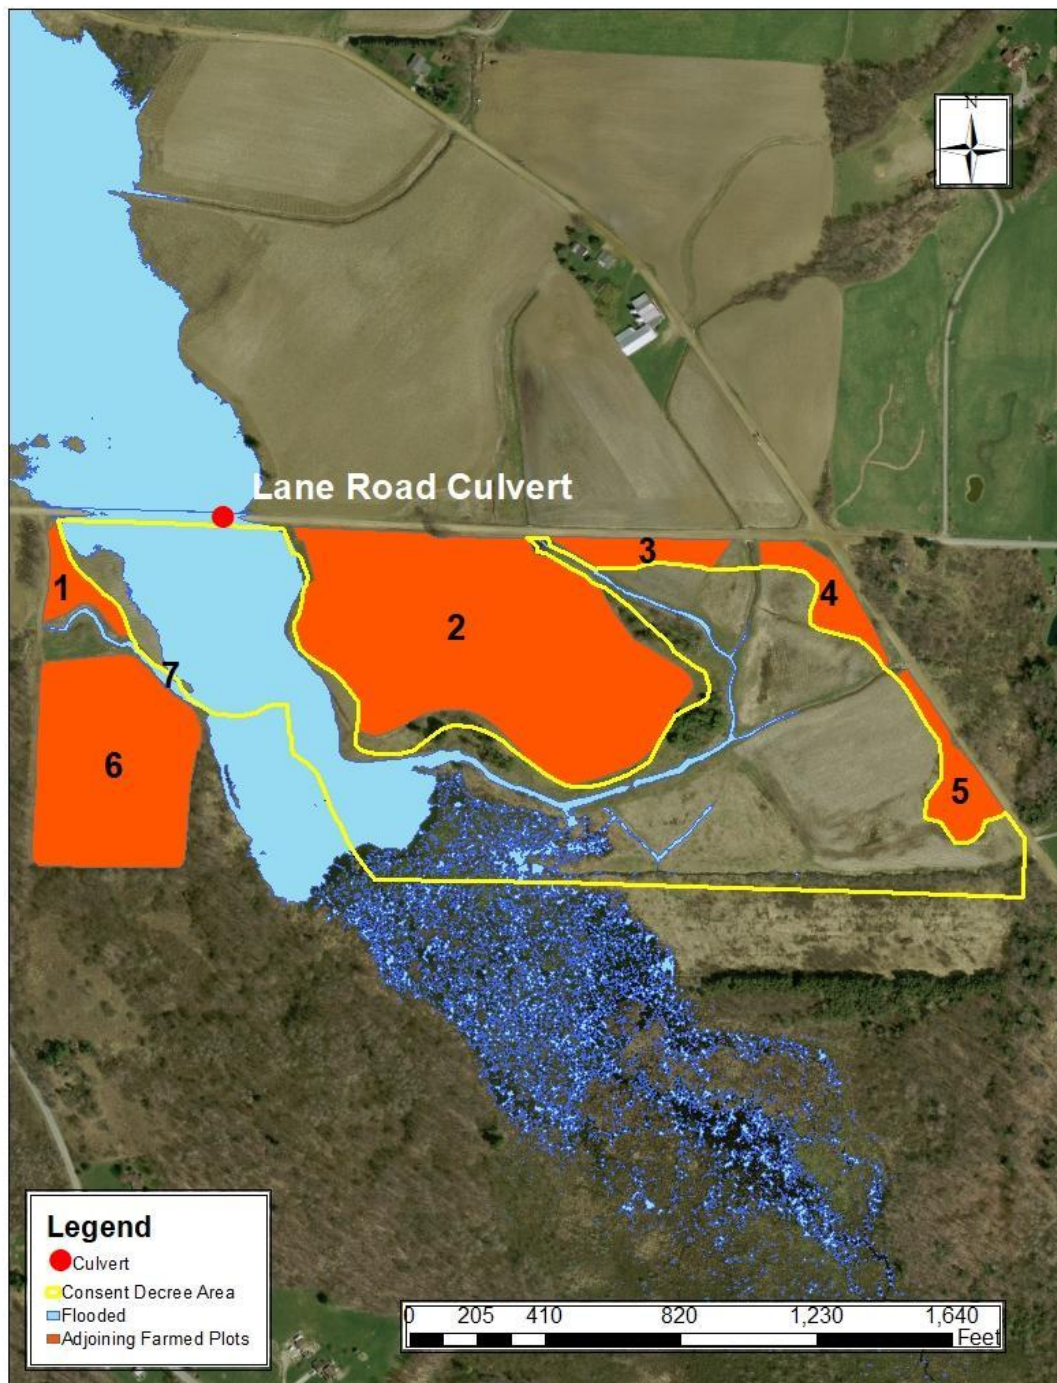 N
Lane Road Culvert
1
2
3
4
5
6
7
Legend
Culvert
Consent Decree Area
Flooded
Adjoining Farmed Plots
0 205 410 820 1,230 1,640
Feet